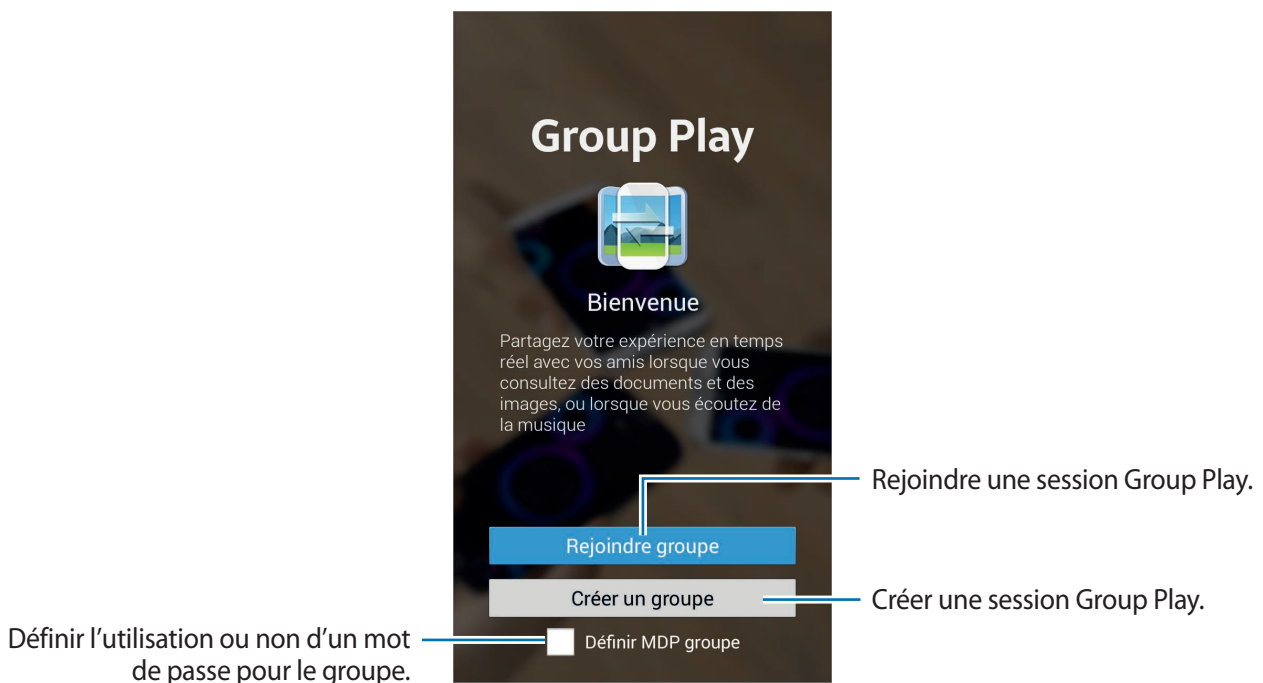 Group Play
Bienvenue
Partagez votre expérience en temps
réel avec vos amis lorsque vous
consultez des documents et des
images, ou lorsque vous écoutez de
la musique
Rejoindre une session Group Play.
Rejoindre groupe
Créer un groupe
Créer une session Group Play.
Définir l’utilisation ou non d’un mot
de passe pour le groupe.
Définir MDP groupe